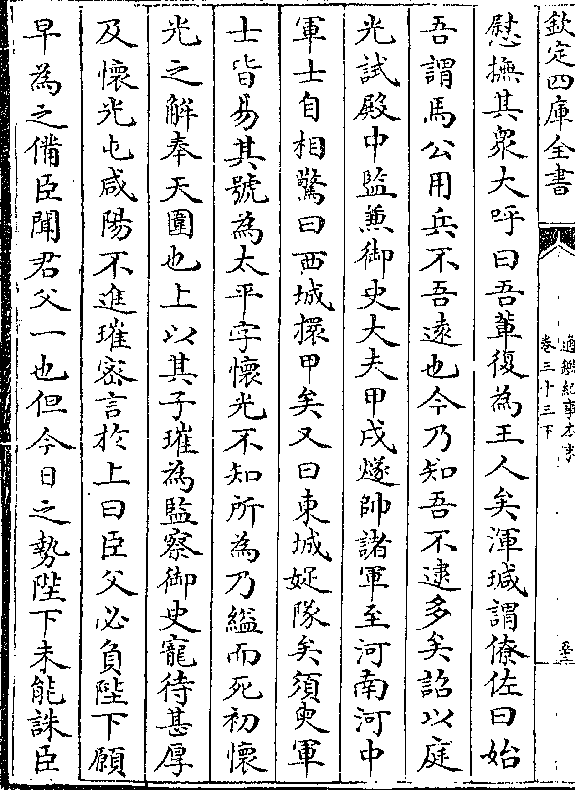 欽定四庫全書
通鑑紀事本末
卷三十三下
慰撫其衆大呼曰吾輩復為王人矣渾瑊謂僚佐曰始
吾謂馬公用兵不吾遠也今乃知吾不逮多矣詔以庭
光試殿中監兼御史大夫甲戌燧帥諸軍至河南河中
軍士自相驚曰西城擐甲矣又曰東城娖隊矣須臾軍
士皆易其號為太平字懷光不知所為乃縊而死初懷
光之解奉天圍也上以其子璀為監察御史寵待甚厚
及懷光屯咸陽不進璀密言於上曰臣父必負陛下願
早為之備臣聞君父一也但今日之勢陛下未能誅臣